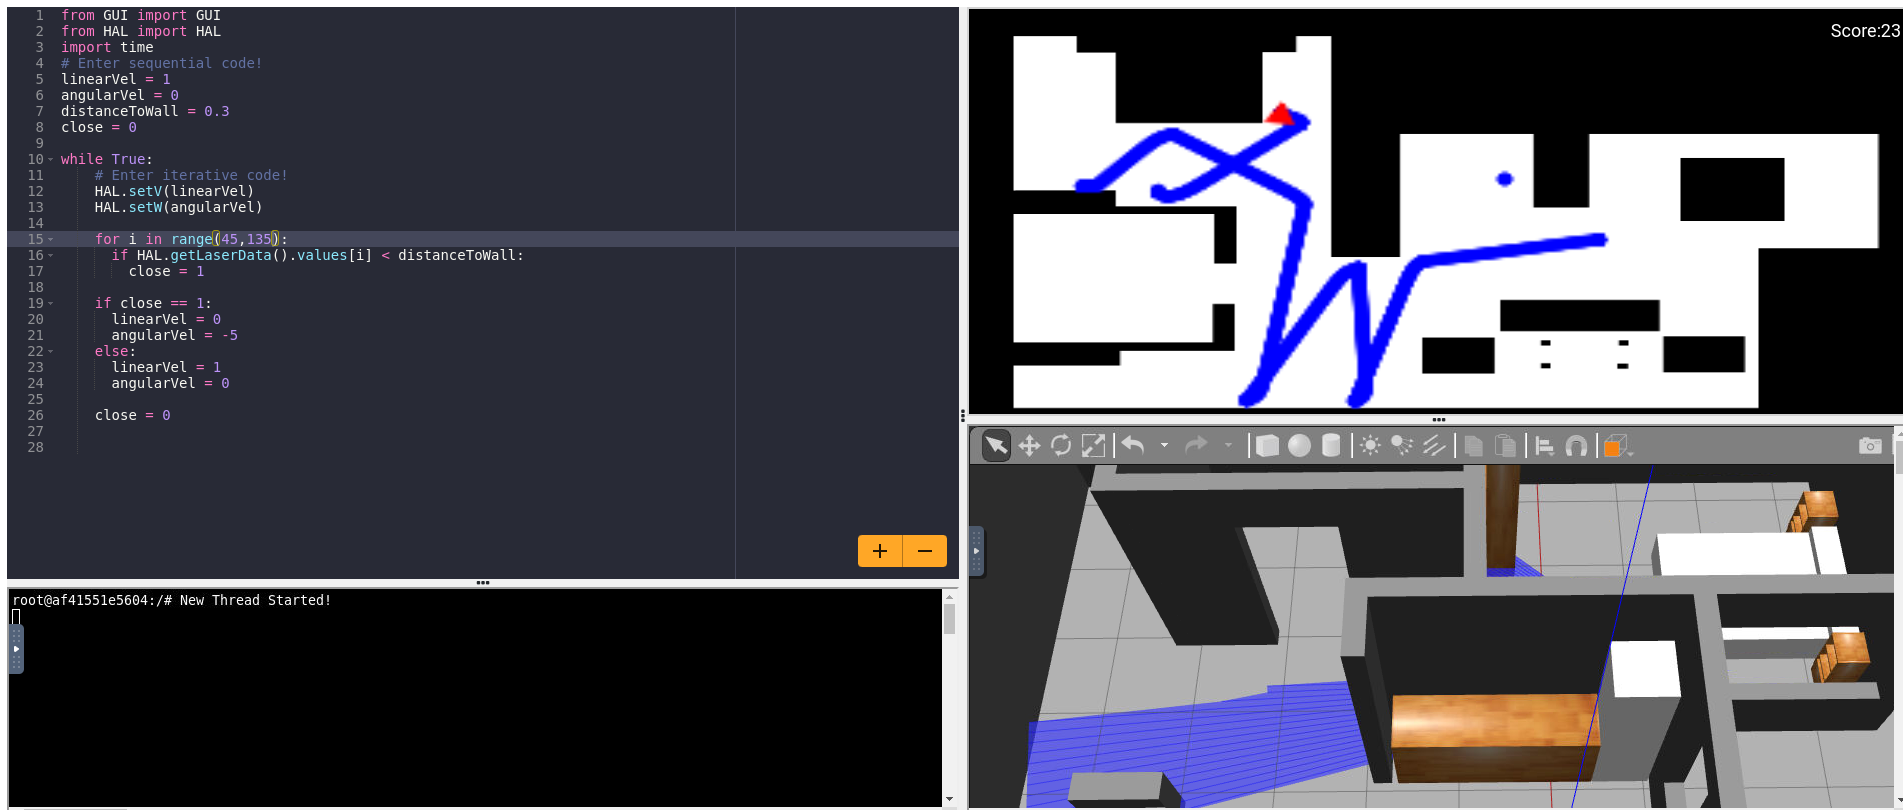 1 from GUI import GUI
2 from HAL import HAL
3 import time
4 # Enter sequential code!
5 linearVel = 1
6 angularVel = 0
7 distanceToWall = 0.3
8 close = 0
9
10 while True:
11 # Enter iterative code!
12 HAL.setV(linearVel)
13 HAL.setW(angularVel)
14
15 for i in range(45,135):
16 if HAL.getLaserData().values[i] < distanceToWall:
17 close = 1
18
19 if close == 1:
20 linearVel = 0
21 angularVel = -5
22 else:
23 linearVel = 1
24 angularVel = 0
25
26 close = 0
27
28
+ −
root@af41551e5604:/# New Thread Started!
Score:23